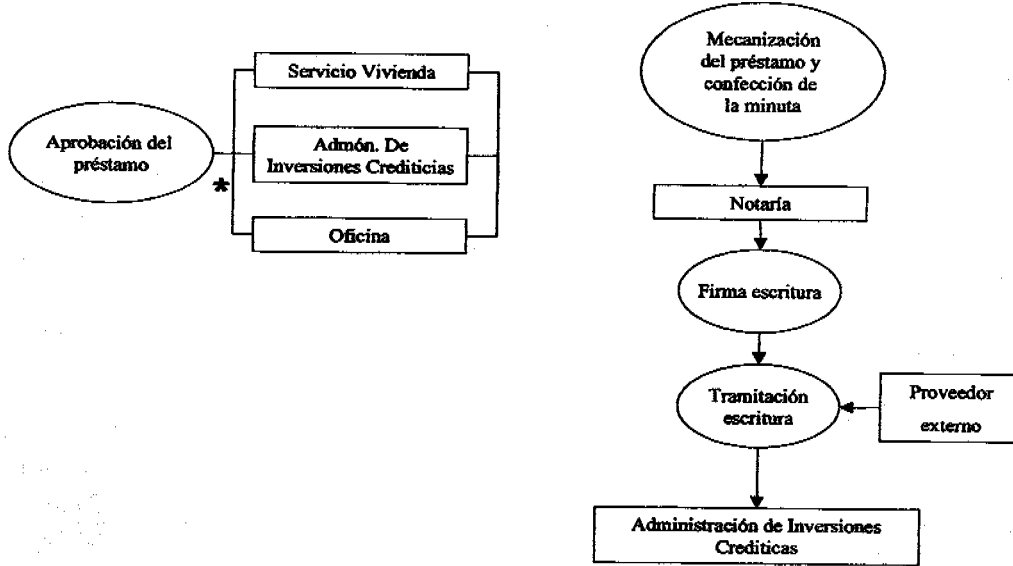 Servicio Vivienda
Aprobación del
préstamo
Admón. De
Inversiones Crediticias
*
Oficina
Mecanización
del préstamo y
confección de
la minuta
Notaría
Firma escritura
Tramitación
escritura
Proveedor
externo
Administración de Inversiones
Crediticas